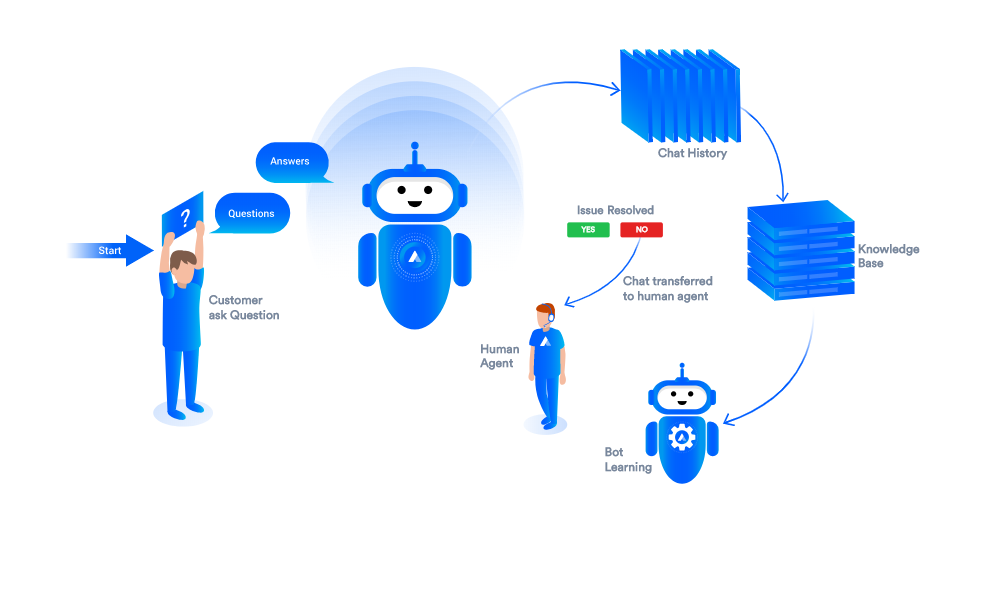 Start
?
Answers
Questions
Customer
ask Question
Chat History
Knowledge
Base
Issue Resolved
YES
NO
Chat transferred
to human agent
Human
Agent
Bot
Learning